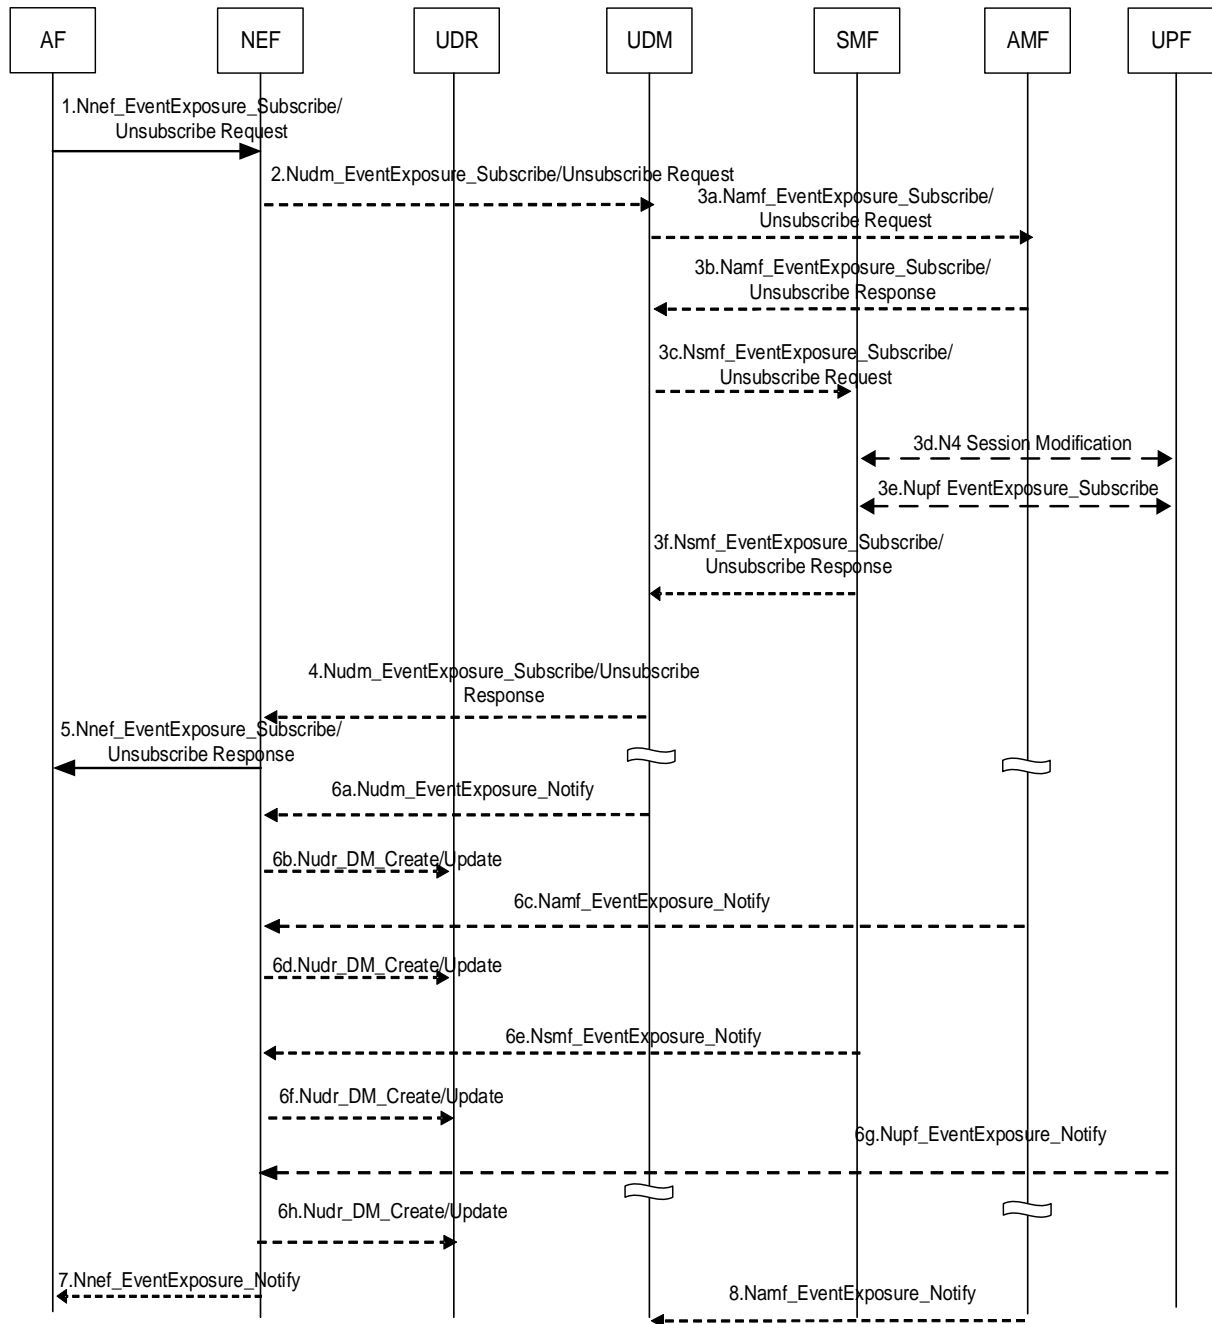 AF
NEF
UDR
UDM
SMF
AMF
UPF
1.Nnef_EventExposure_Subscribe/
Unsubscribe Request
2.Nudm_EventExposure_Subscribe/Unsubscribe Request
3a.Namf_EventExposure_Subscribe/
Unsubscribe Request
3b.Namf_EventExposure_Subscribe/
Unsubscribe Response
3c.Nsmf_EventExposure_Subscribe/
Unsubscribe Request
3d.N4 Session Modification
3e.Nupf EventExposure_Subscribe
3f.Nsmf_EventExposure_Subscribe/
Unsubscribe Response
4.Nudm_EventExposure_Subscribe/Unsubscribe
Response
5.Nnef_EventExposure_Subscribe/
Unsubscribe Response
6a.Nudm_EventExposure_Notify
6b.Nudr_DM_Create/Update
6c.Namf_EventExposure_Notify
6d.Nudr_DM_Create/Update
6e.Nsmf_EventExposure_Notify
6f.Nudr_DM_Create/Update
6g.Nupf_EventExposure_Notify
6h.Nudr_DM_Create/Update
7.Nnef_EventExposure_Notify
8.Namf_EventExposure_Notify